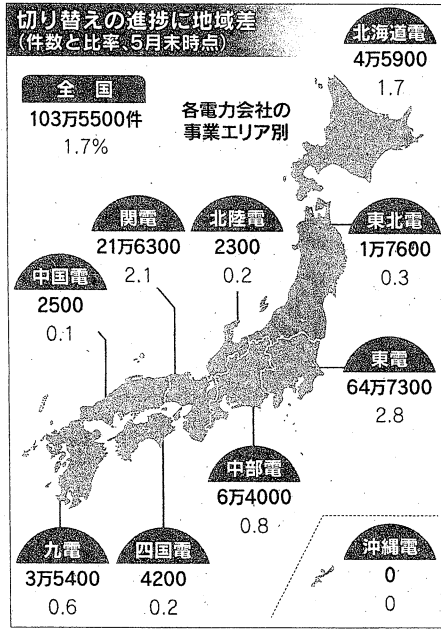 切り替えの進捗に地域差
(件数と比率、5月末時点)
全国
103万5500件
1.7%
各電力会社の
事業エリア別
北海道電
4万5900
1.7
関電
21万6300
2.1
北陸電
2300
0.2
東北電
1万7600
0.3
中国電
2500
0.1
東電
64万7300
2.8
中部電
6万4000
0.8
九電
3万5400
0.6
四国電
4200
0.2
沖縄電
0
0